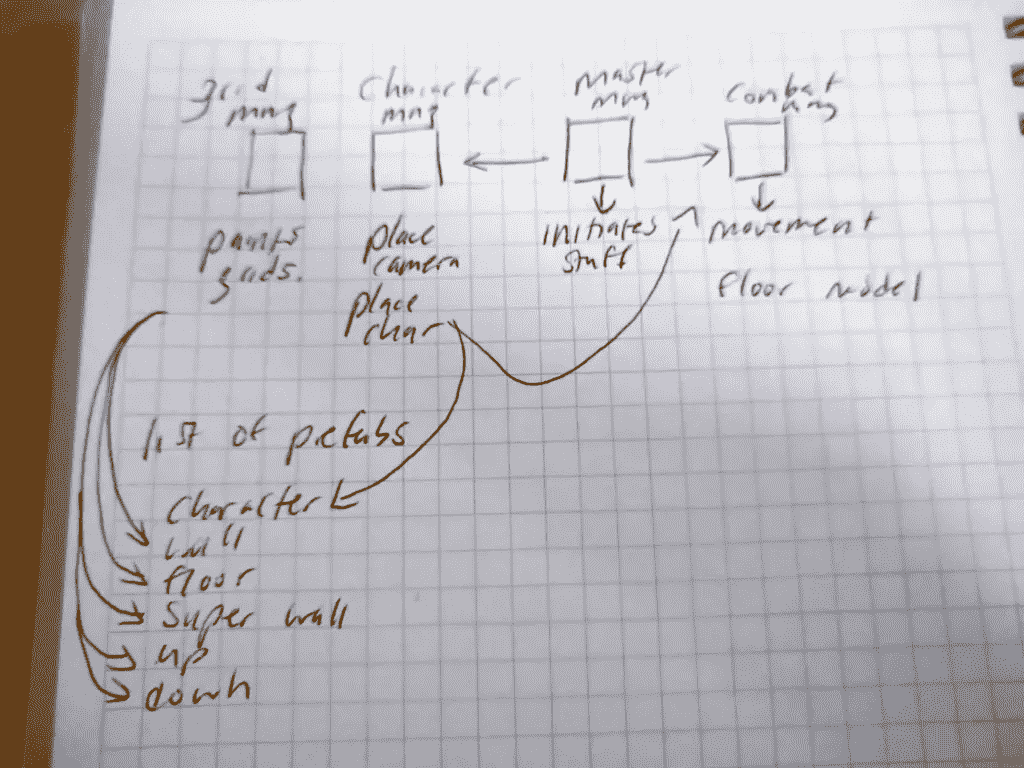 grid
mng
Character
mng
master
mng
combat
mng
paints
grids.
place
camera
place
char
initiates
stuff
movement
floor model
list of prefabs
character
wall
floor
super wall
up
down